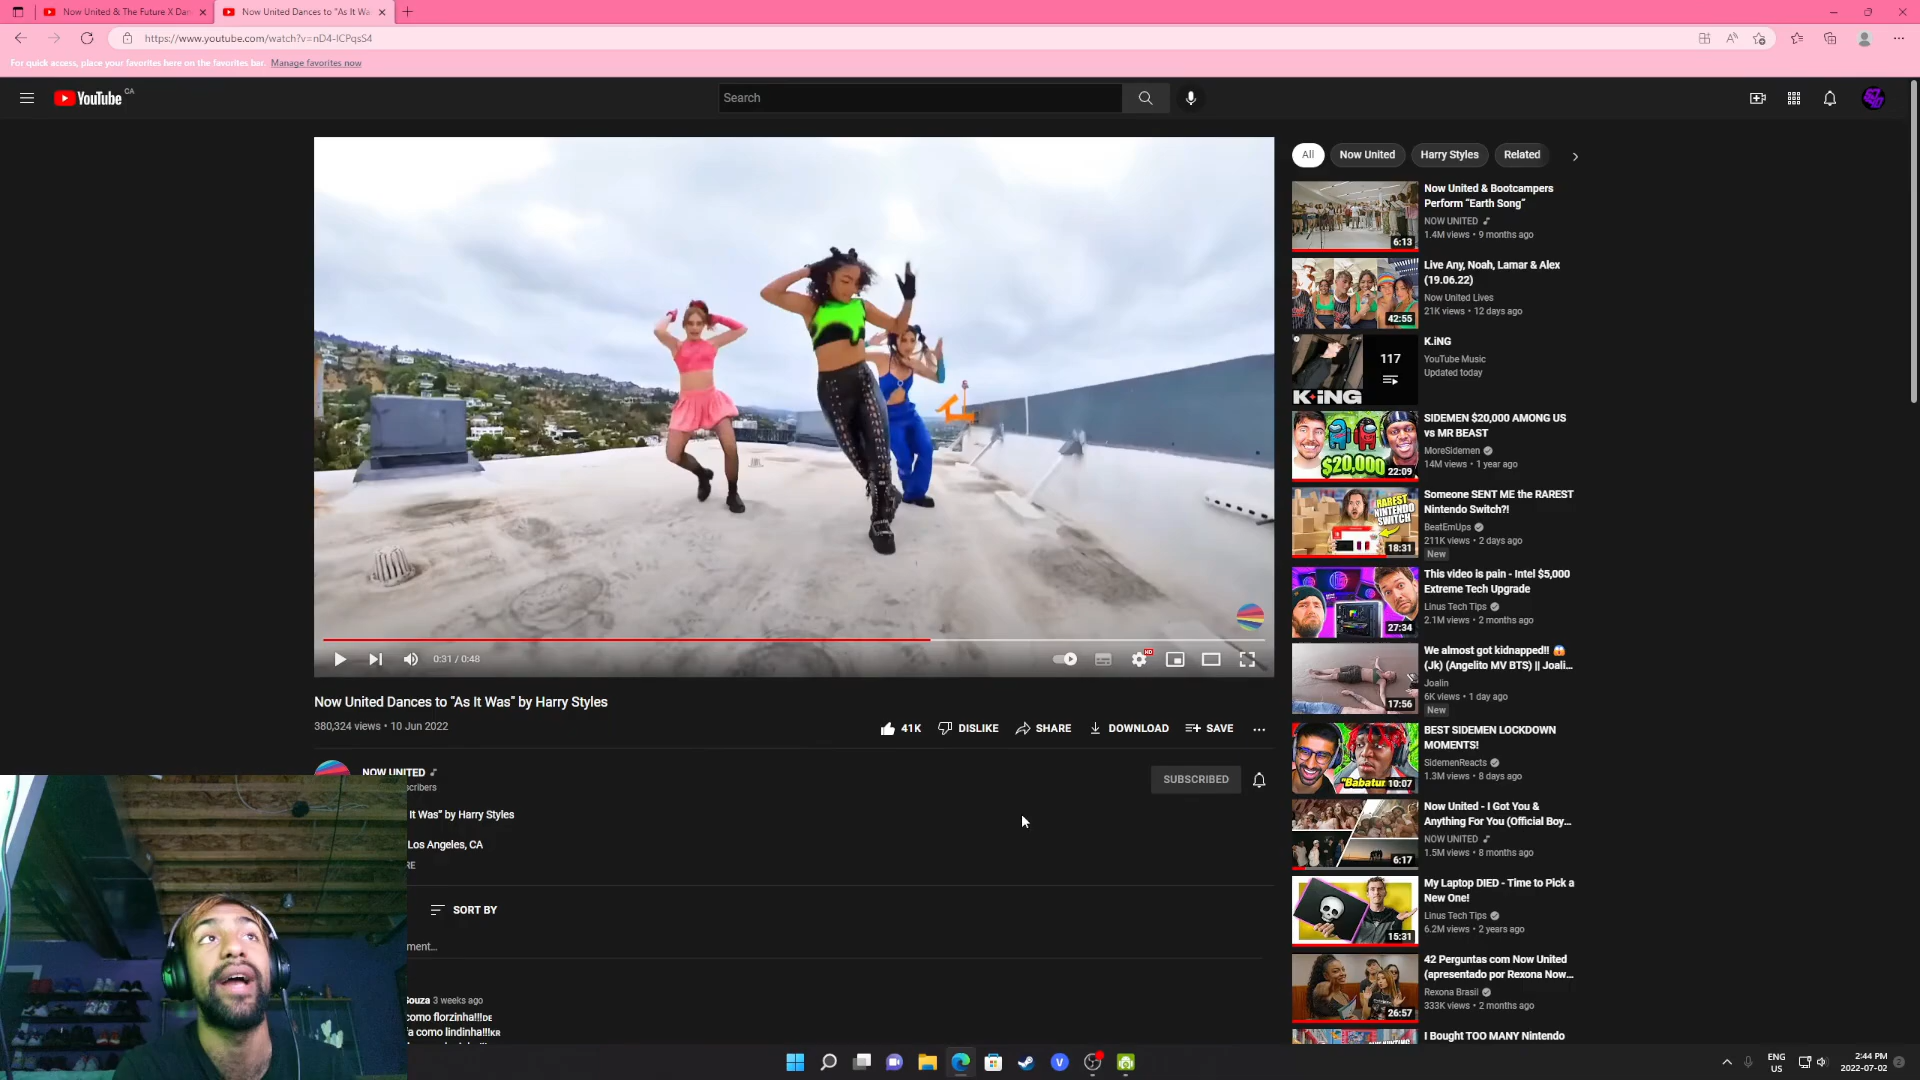 Now United & The Future X Dan
Now United Dances to "As It Wa
https://www.youtube.com/watch?v=nD4-ICPqsS4
For quick access, place your favorites here on the favorites bar. Manage favorites now
YouTube CA
Search
All
Now United
Harry Styles
Related
0:31 / 0:48
HD
Now United Dances to "As It Was" by Harry Styles
380,324 views • 10 Jun 2022
41K
DISLIKE
SHARE
DOWNLOAD
SAVE
NOW UNITED
scribers
SUBSCRIBED
It Was" by Harry Styles
Los Angeles, CA
RE
SORT BY
ment...
Souza 3 weeks ago
como florzinha!!!DE
fa como lindinha!!!KR
Now United & Bootcampers
Perform "Earth Song"
NOW UNITED
1.4M views • 9 months ago
6:13
Live Any, Noah, Lamar & Alex
(19.06.22)
Now United Lives
21K views • 12 days ago
42:55
K.iNG
YouTube Music
Updated today
117
K•iNG
SIDEMEN $20,000 AMONG US
vs MR BEAST
MoreSidemen
14M views • 1 year ago
$20,000
22:09
Someone SENT ME the RAREST
Nintendo Switch?!
BeatEmUps
211K views • 2 days ago
New
RAREST
NINTENDO
SWITCH
18:31
This video is pain - Intel $5,000
Extreme Tech Upgrade
Linus Tech Tips
2.1M views • 2 months ago
27:34
We almost got kidnapped!! 😱
(Jk) (Angelito MV BTS) || Joali...
Joalin
6K views • 1 day ago
New
17:56
BEST SIDEMEN LOCKDOWN
MOMENTS!
SidemenReacts
1.3M views • 8 days ago
"Babatun
10:07
Now United - I Got You &
Anything For You (Official Boy...
NOW UNITED
1.5M views • 8 months ago
6:17
My Laptop DIED - Time to Pick a
New One!
Linus Tech Tips
6.2M views • 2 years ago
15:31
42 Perguntas com Now United
(apresentado por Rexona Now...
Rexona Brasil
333K views • 2 months ago
26:57
I Bought TOO MANY Nintendo
ENG
US
2:44 PM
2022-07-02
2